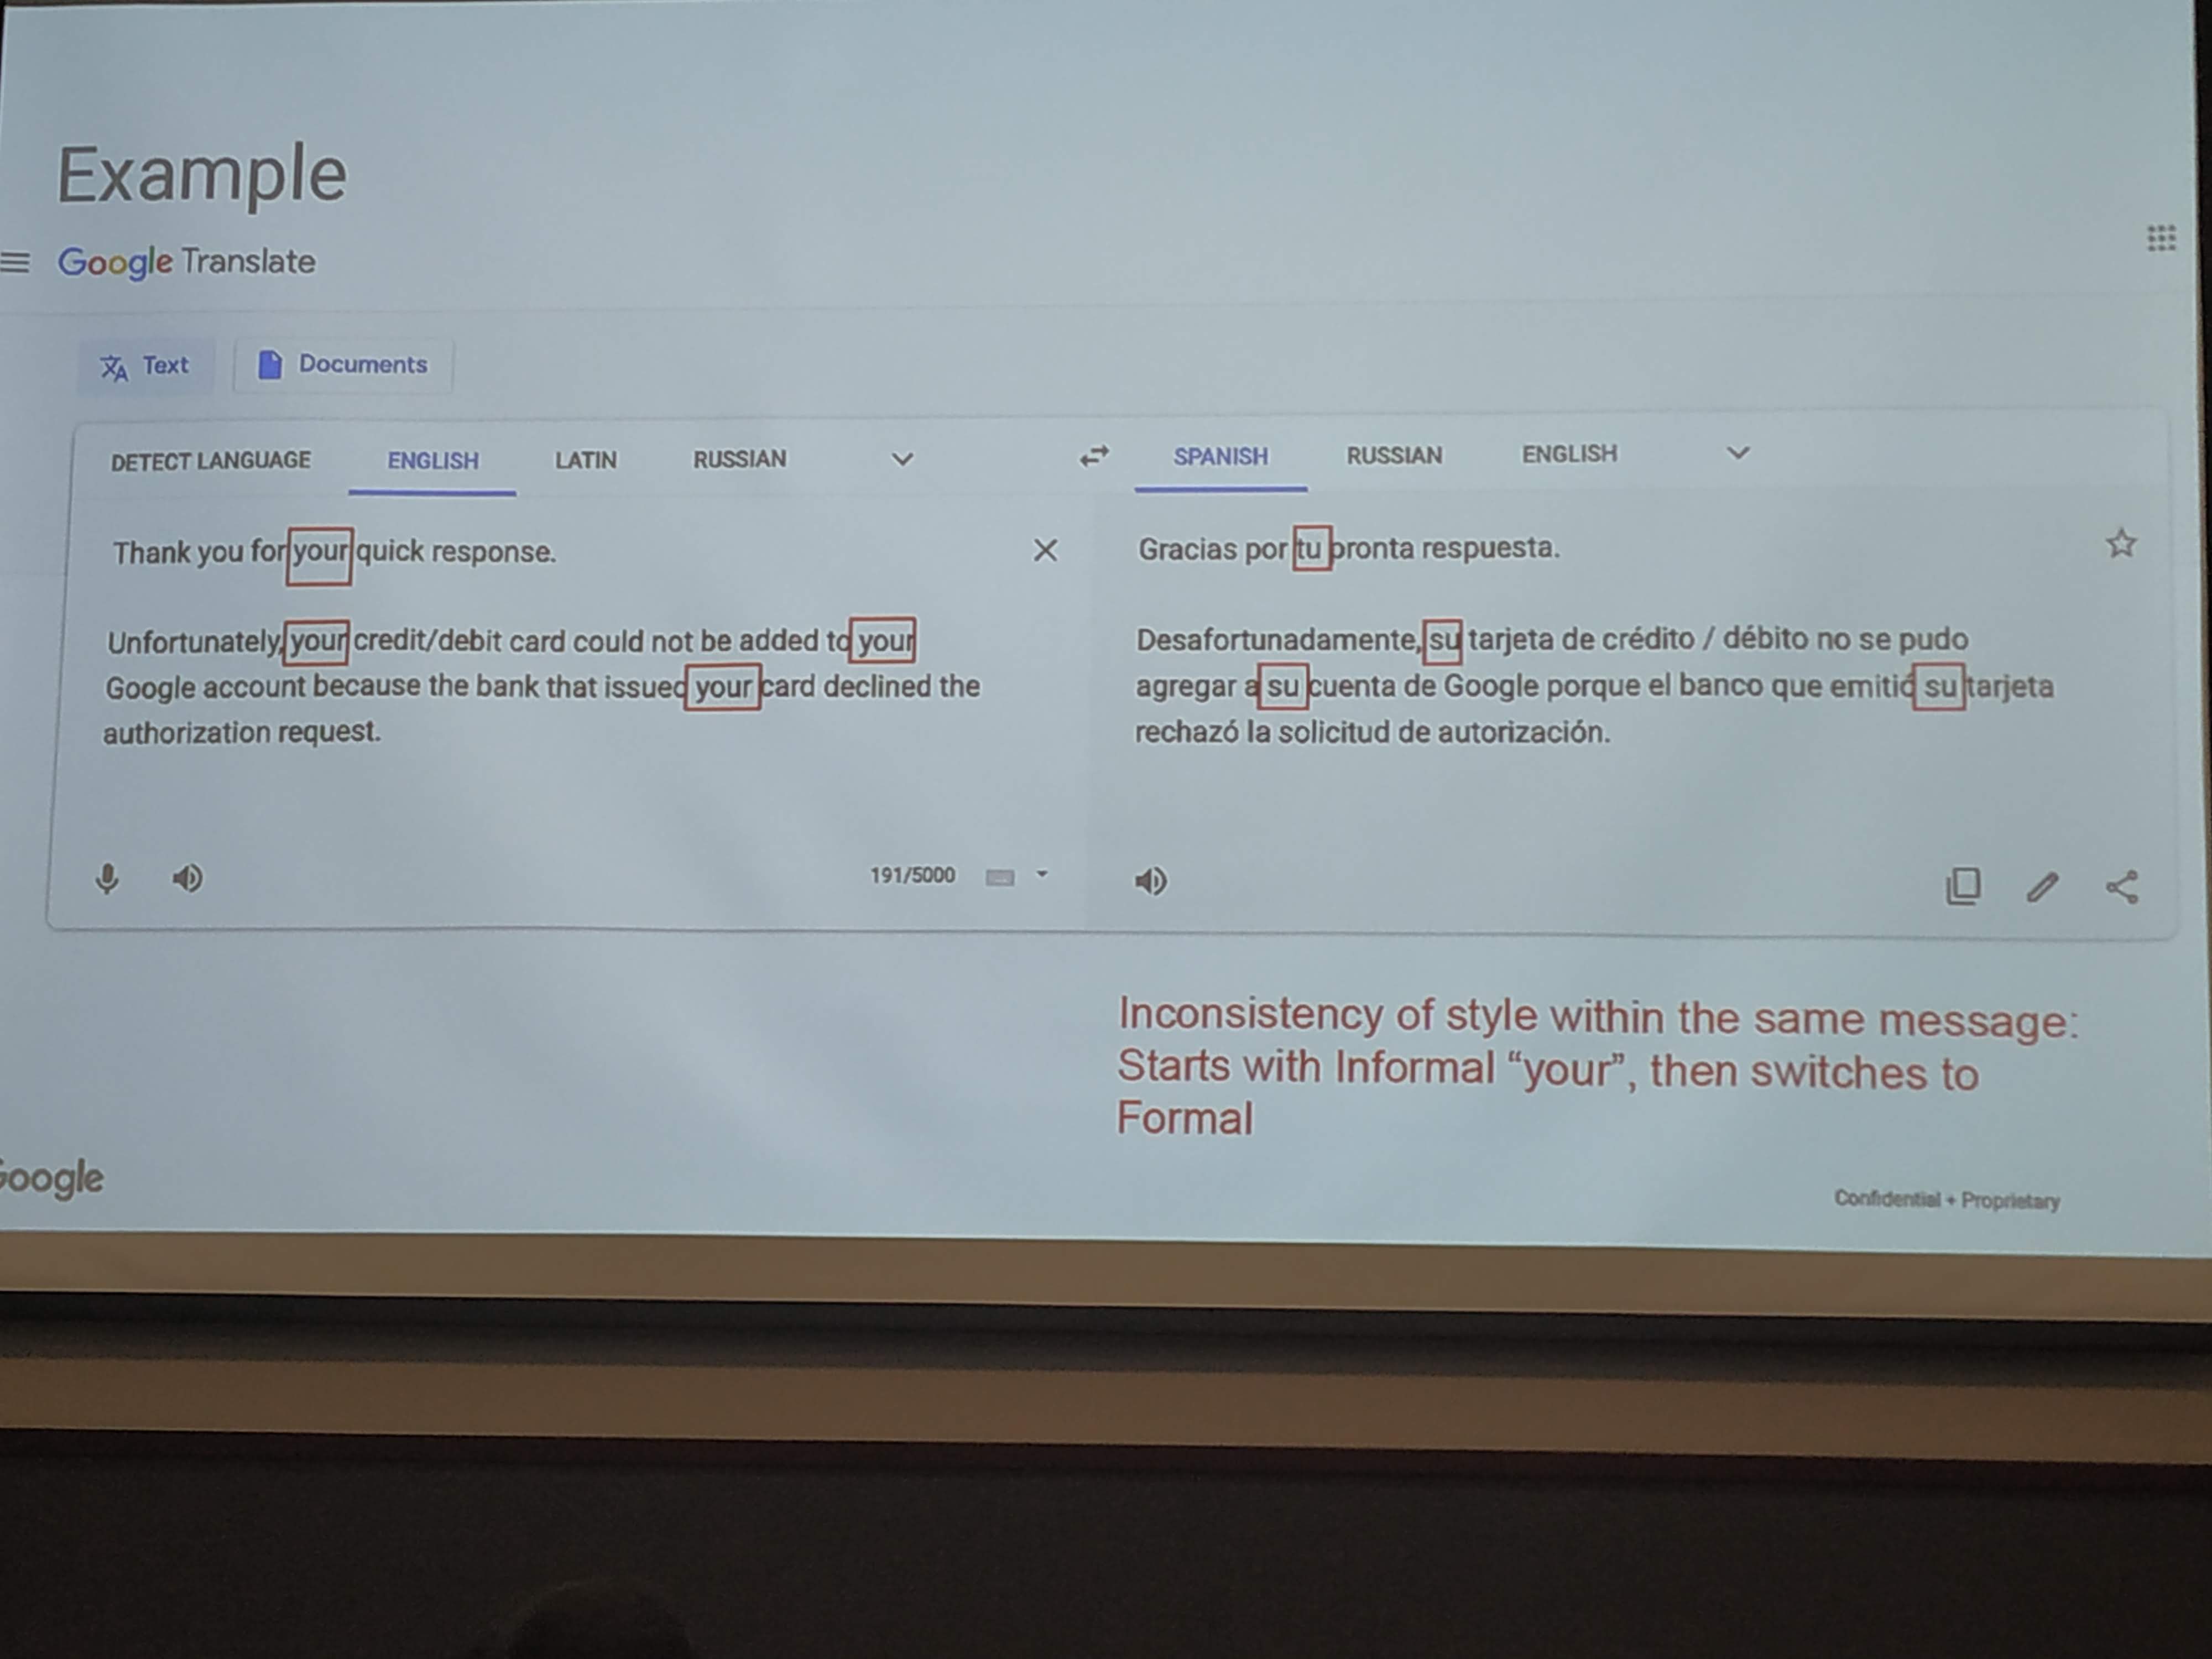 Example
Google Translate
Text
Documents
DETECT LANGUAGE ENGLISH LATIN RUSSIAN
SPANISH RUSSIAN ENGLISH
Thank you for your quick response.
Unfortunately, your credit/debit card could not be added to your
Google account because the bank that issued your card declined the
authorization request.
191/5000
Gracias por tu pronta respuesta.
Desafortunadamente, su tarjeta de crédito / débito no se pudo
agregar a su cuenta de Google porque el banco que emitió su tarjeta
rechazó la solicitud de autorización.
Inconsistency of style within the same message:
Starts with Informal “your”, then switches to
Formal
Google
Confidential + Proprietary